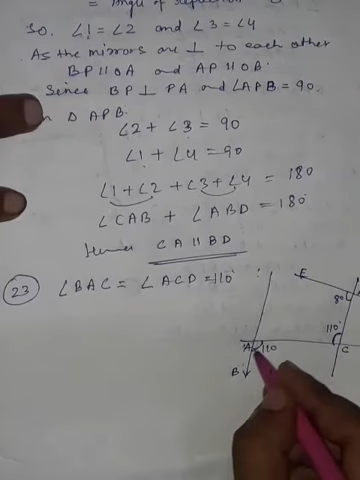 = Angle of
So. ∠1 = ∠2 and ∠3 = ∠4
. As the mirrors are ⊥ to each other
BP || OA and AP || OB.
Since BP ⊥ PA and ∠APB = 90.
Δ APB.
∠2 + ∠3 = 90
∠1 + ∠4 = 90
∠1 + ∠2 + ∠3 + ∠4 = 180
∠CAB + ∠ABD = 180°
Hence CA || BD
23 ∠BAC = ∠ACD = 110°
E
80
110°
A 110 C
B